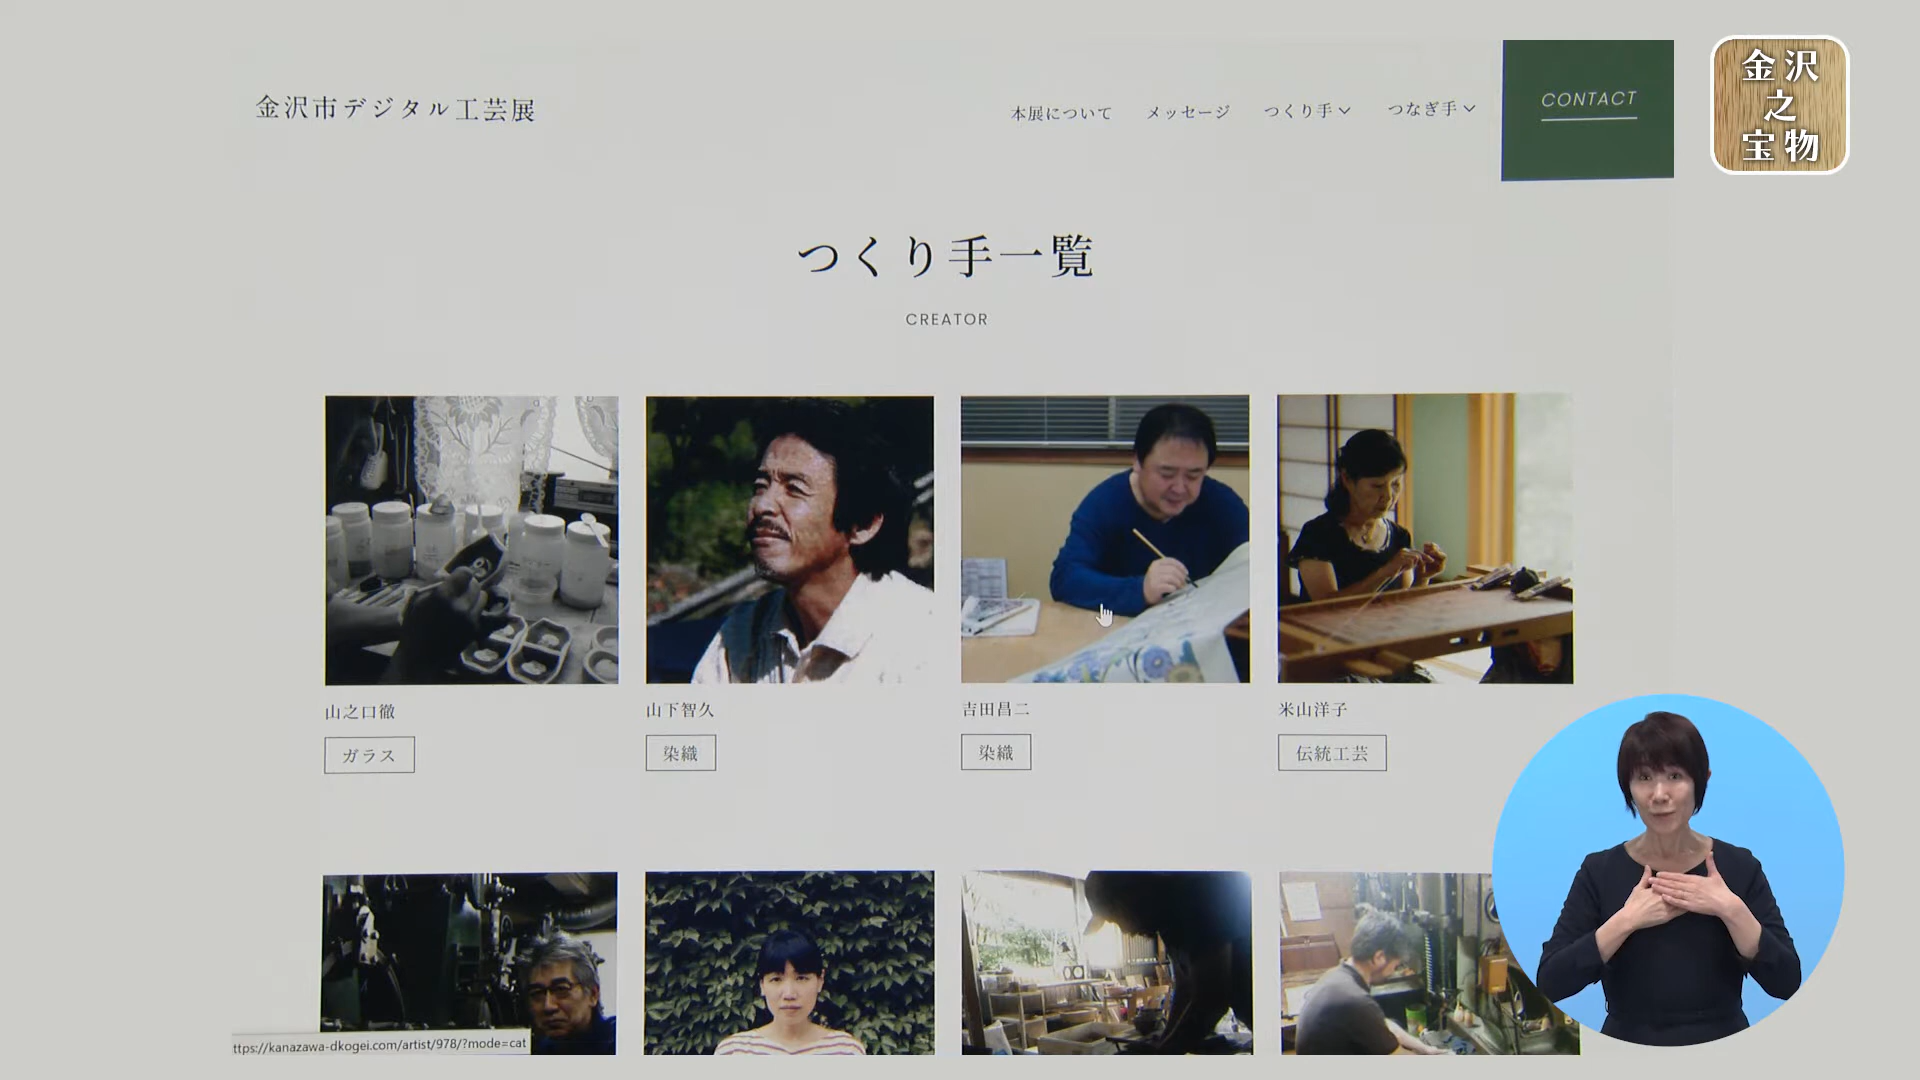 金沢市デジタル工芸展
本展について
メッセージ
つくり手
つなぎ手
CONTACT
金沢
之
宝物
つくり手一覧
CREATOR
山之口徹
ガラス
山下智久
染織
吉田昌二
染織
米山洋子
伝統工芸
ttps://kanazawa-dkogei.com/artist/978/?mode=cat